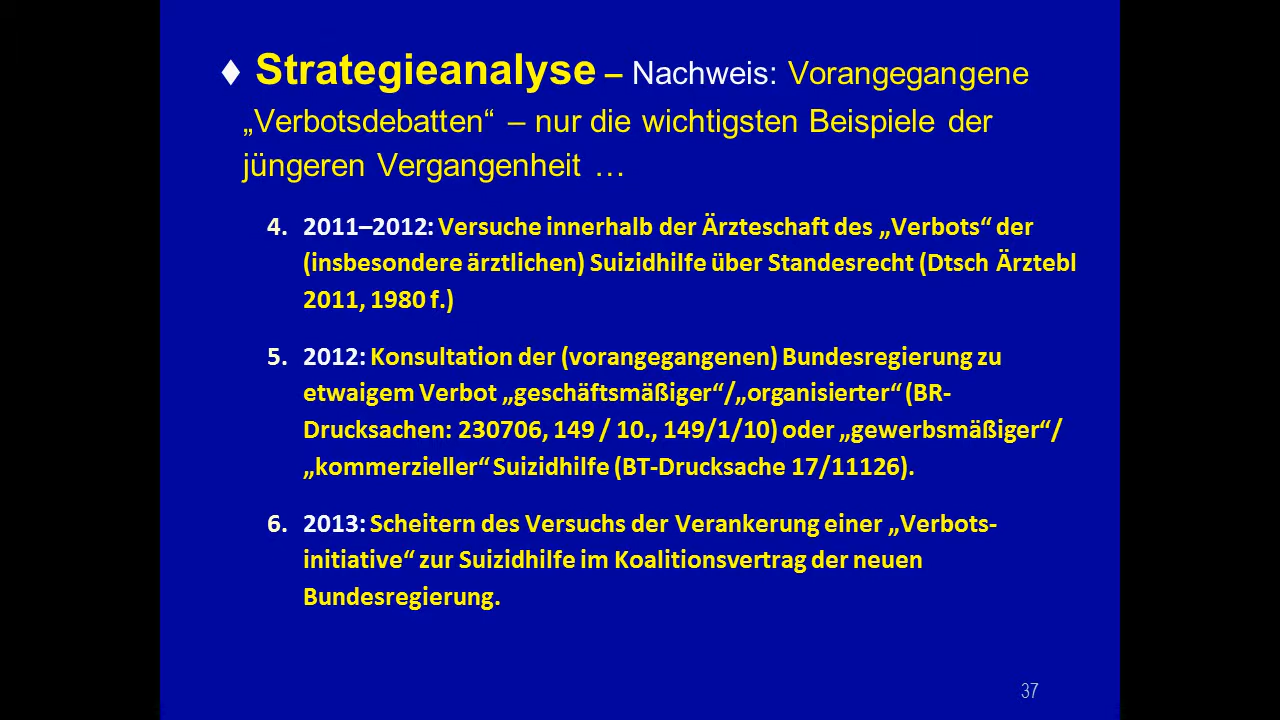 ♦ Strategieanalyse – Nachweis: Vorangegangene
„Verbotsdebatten“ – nur die wichtigsten Beispiele der
jüngeren Vergangenheit …
4. 2011–2012: Versuche innerhalb der Ärzteschaft des „Verbots“ der
(insbesondere ärztlichen) Suizidhilfe über Standesrecht (Dtsch Ärztebl
2011, 1980 f.)
5. 2012: Konsultation der (vorangegangenen) Bundesregierung zu
etwaigem Verbot „geschäftsmäßiger“/„organisierter“ (BR-
Drucksachen: 230706, 149 / 10., 149/1/10) oder „gewerbsmäßiger“/
„kommerzieller“ Suizidhilfe (BT-Drucksache 17/11126).
6. 2013: Scheitern des Versuchs der Verankerung einer „Verbots-
initiative“ zur Suizidhilfe im Koalitionsvertrag der neuen
Bundesregierung.
37